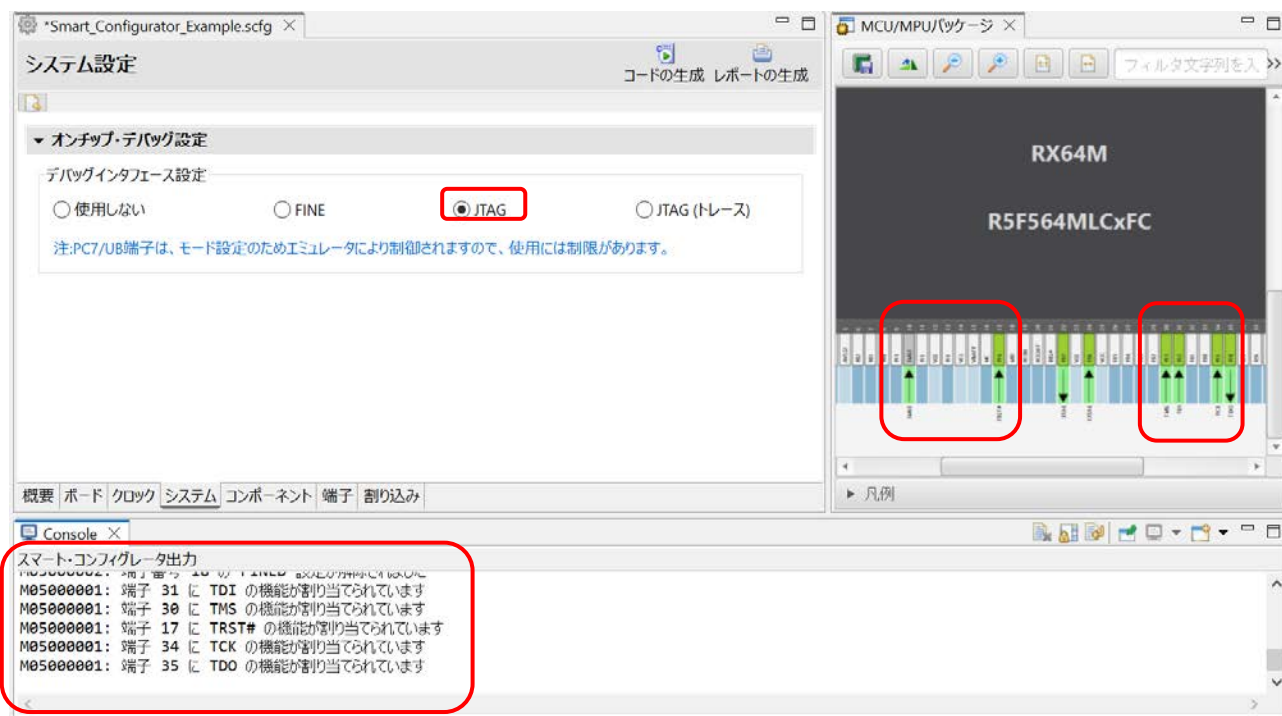 *Smart_Configurator_Example.scfg
システム設定
コードの生成 レポートの生成
オンチップ・デバッグ設定
デバッグインタフェース設定
使用しない FINE JTAG JTAG (トレース)
注:PC7/UB端子は、モード設定のためエミュレータにより制御されますので、使用には制限があります。
概要 ボード クロック システム コンポーネント 端子 割り込み
MCU/MPUパッケージ
フィルタ文字列を入
RX64M
R5F564MLCxFC
凡例
Console
スマート・コンフィグレータ出力
M05000001: 端子 31 に TDI の機能が割り当てられています
M05000001: 端子 30 に TMS の機能が割り当てられています
M05000001: 端子 17 に TRST# の機能が割り当てられています
M05000001: 端子 34 に TCK の機能が割り当てられています
M05000001: 端子 35 に TDO の機能が割り当てられています